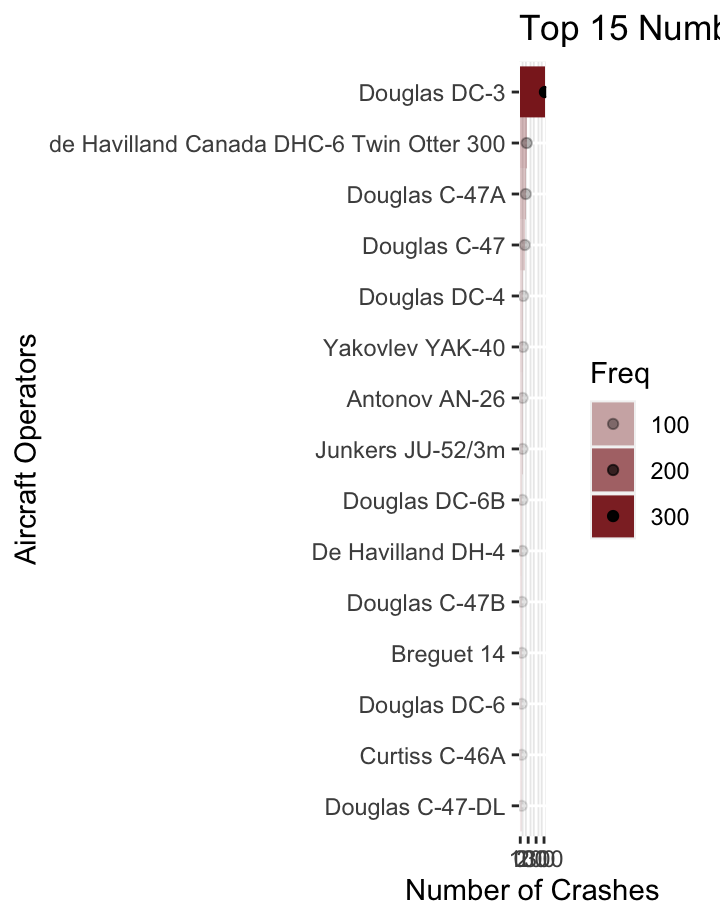 Top 15 Numb
Douglas DC-3
de Havilland Canada DHC-6 Twin Otter 300
Douglas C-47A
Douglas C-47
Douglas DC-4
Yakovlev YAK-40
Antonov AN-26
Junkers JU-52/3m
Douglas DC-6B
De Havilland DH-4
Douglas C-47B
Breguet 14
Douglas DC-6
Curtiss C-46A
Douglas C-47-DL
Aircraft Operators
Number of Crashes
Freq
100
200
300